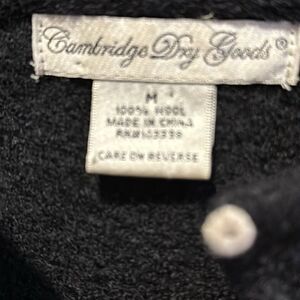 Cambridge Dry Goods®
M
100% WOOL
MADE IN CHINA
CARE ON REVERSE